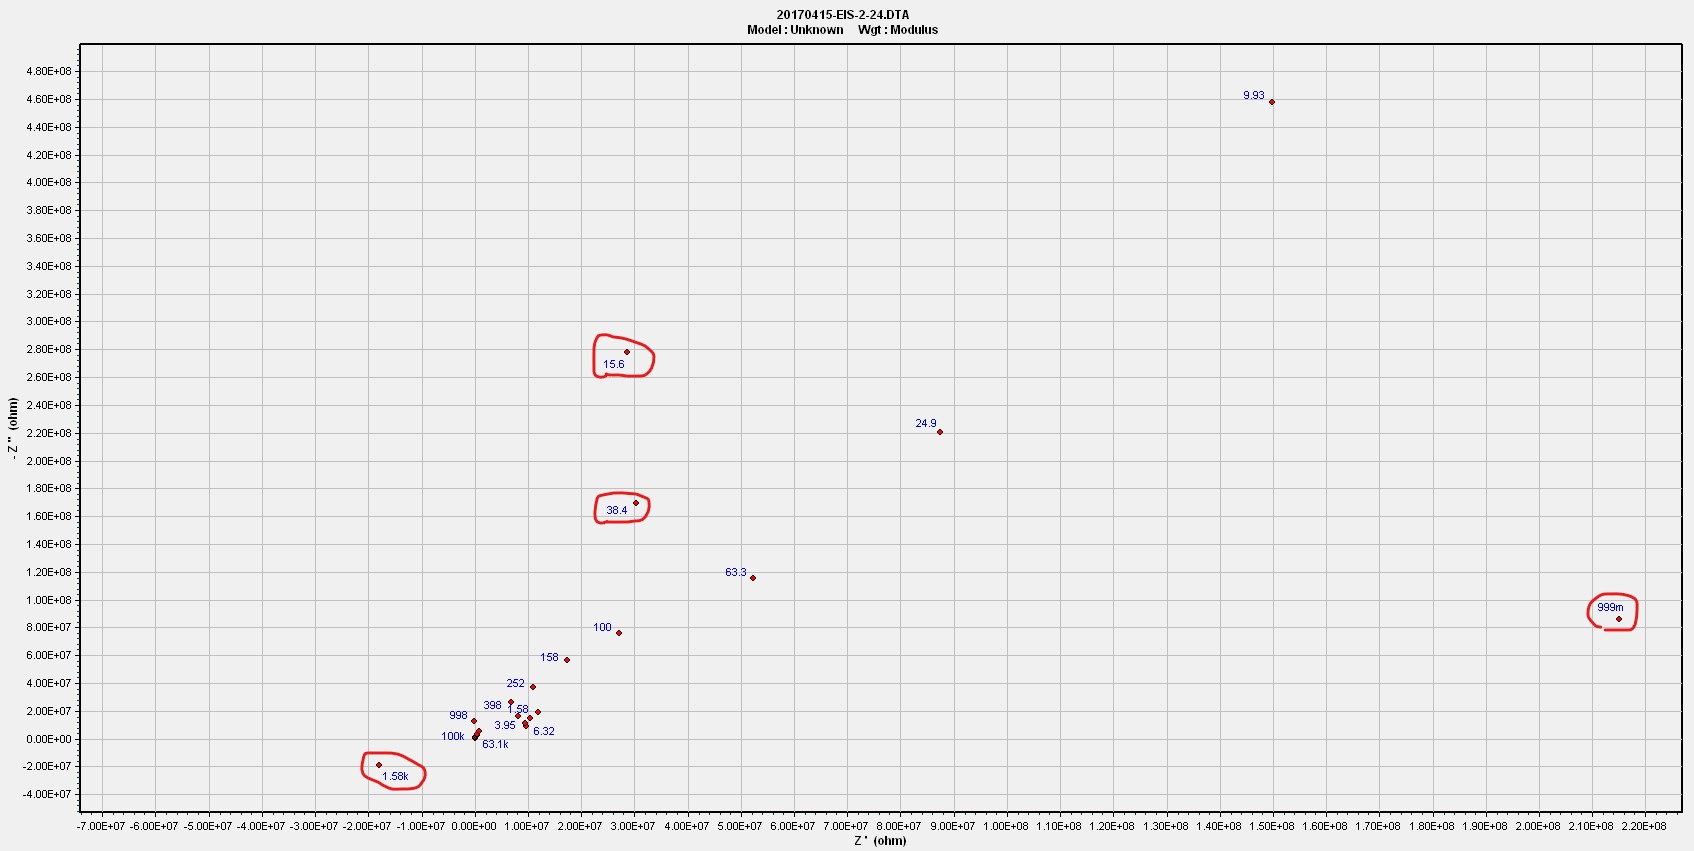 20170415-EIS-2-24.DTA
Model : Unknown Wgt : Modulus
4.80E+08
4.60E+08
4.40E+08
4.20E+08
4.00E+08
3.80E+08
3.60E+08
3.40E+08
3.20E+08
3.00E+08
2.80E+08
2.60E+08
2.40E+08
2.20E+08
2.00E+08
1.80E+08
1.60E+08
1.40E+08
1.20E+08
1.00E+08
8.00E+07
6.00E+07
4.00E+07
2.00E+07
0.00E+00
-2.00E+07
-4.00E+07
- Z '' (ohm)
9.93
15.6
24.9
38.4
63.3
999m
100
158
252
398
1.58
998
3.95
6.32
100k
63.1k
1.58k
-7.00E+07 -6.00E+07 -5.00E+07 -4.00E+07 -3.00E+07 -2.00E+07 -1.00E+07 0.00E+00 1.00E+07 2.00E+07 3.00E+07 4.00E+07 5.00E+07 6.00E+07 7.00E+07 8.00E+07 9.00E+07 1.00E+08 1.10E+08 1.20E+08 1.30E+08 1.40E+08 1.50E+08 1.60E+08 1.70E+08 1.80E+08 1.90E+08 2.00E+08 2.10E+08 2.20E+08
Z ' (ohm)